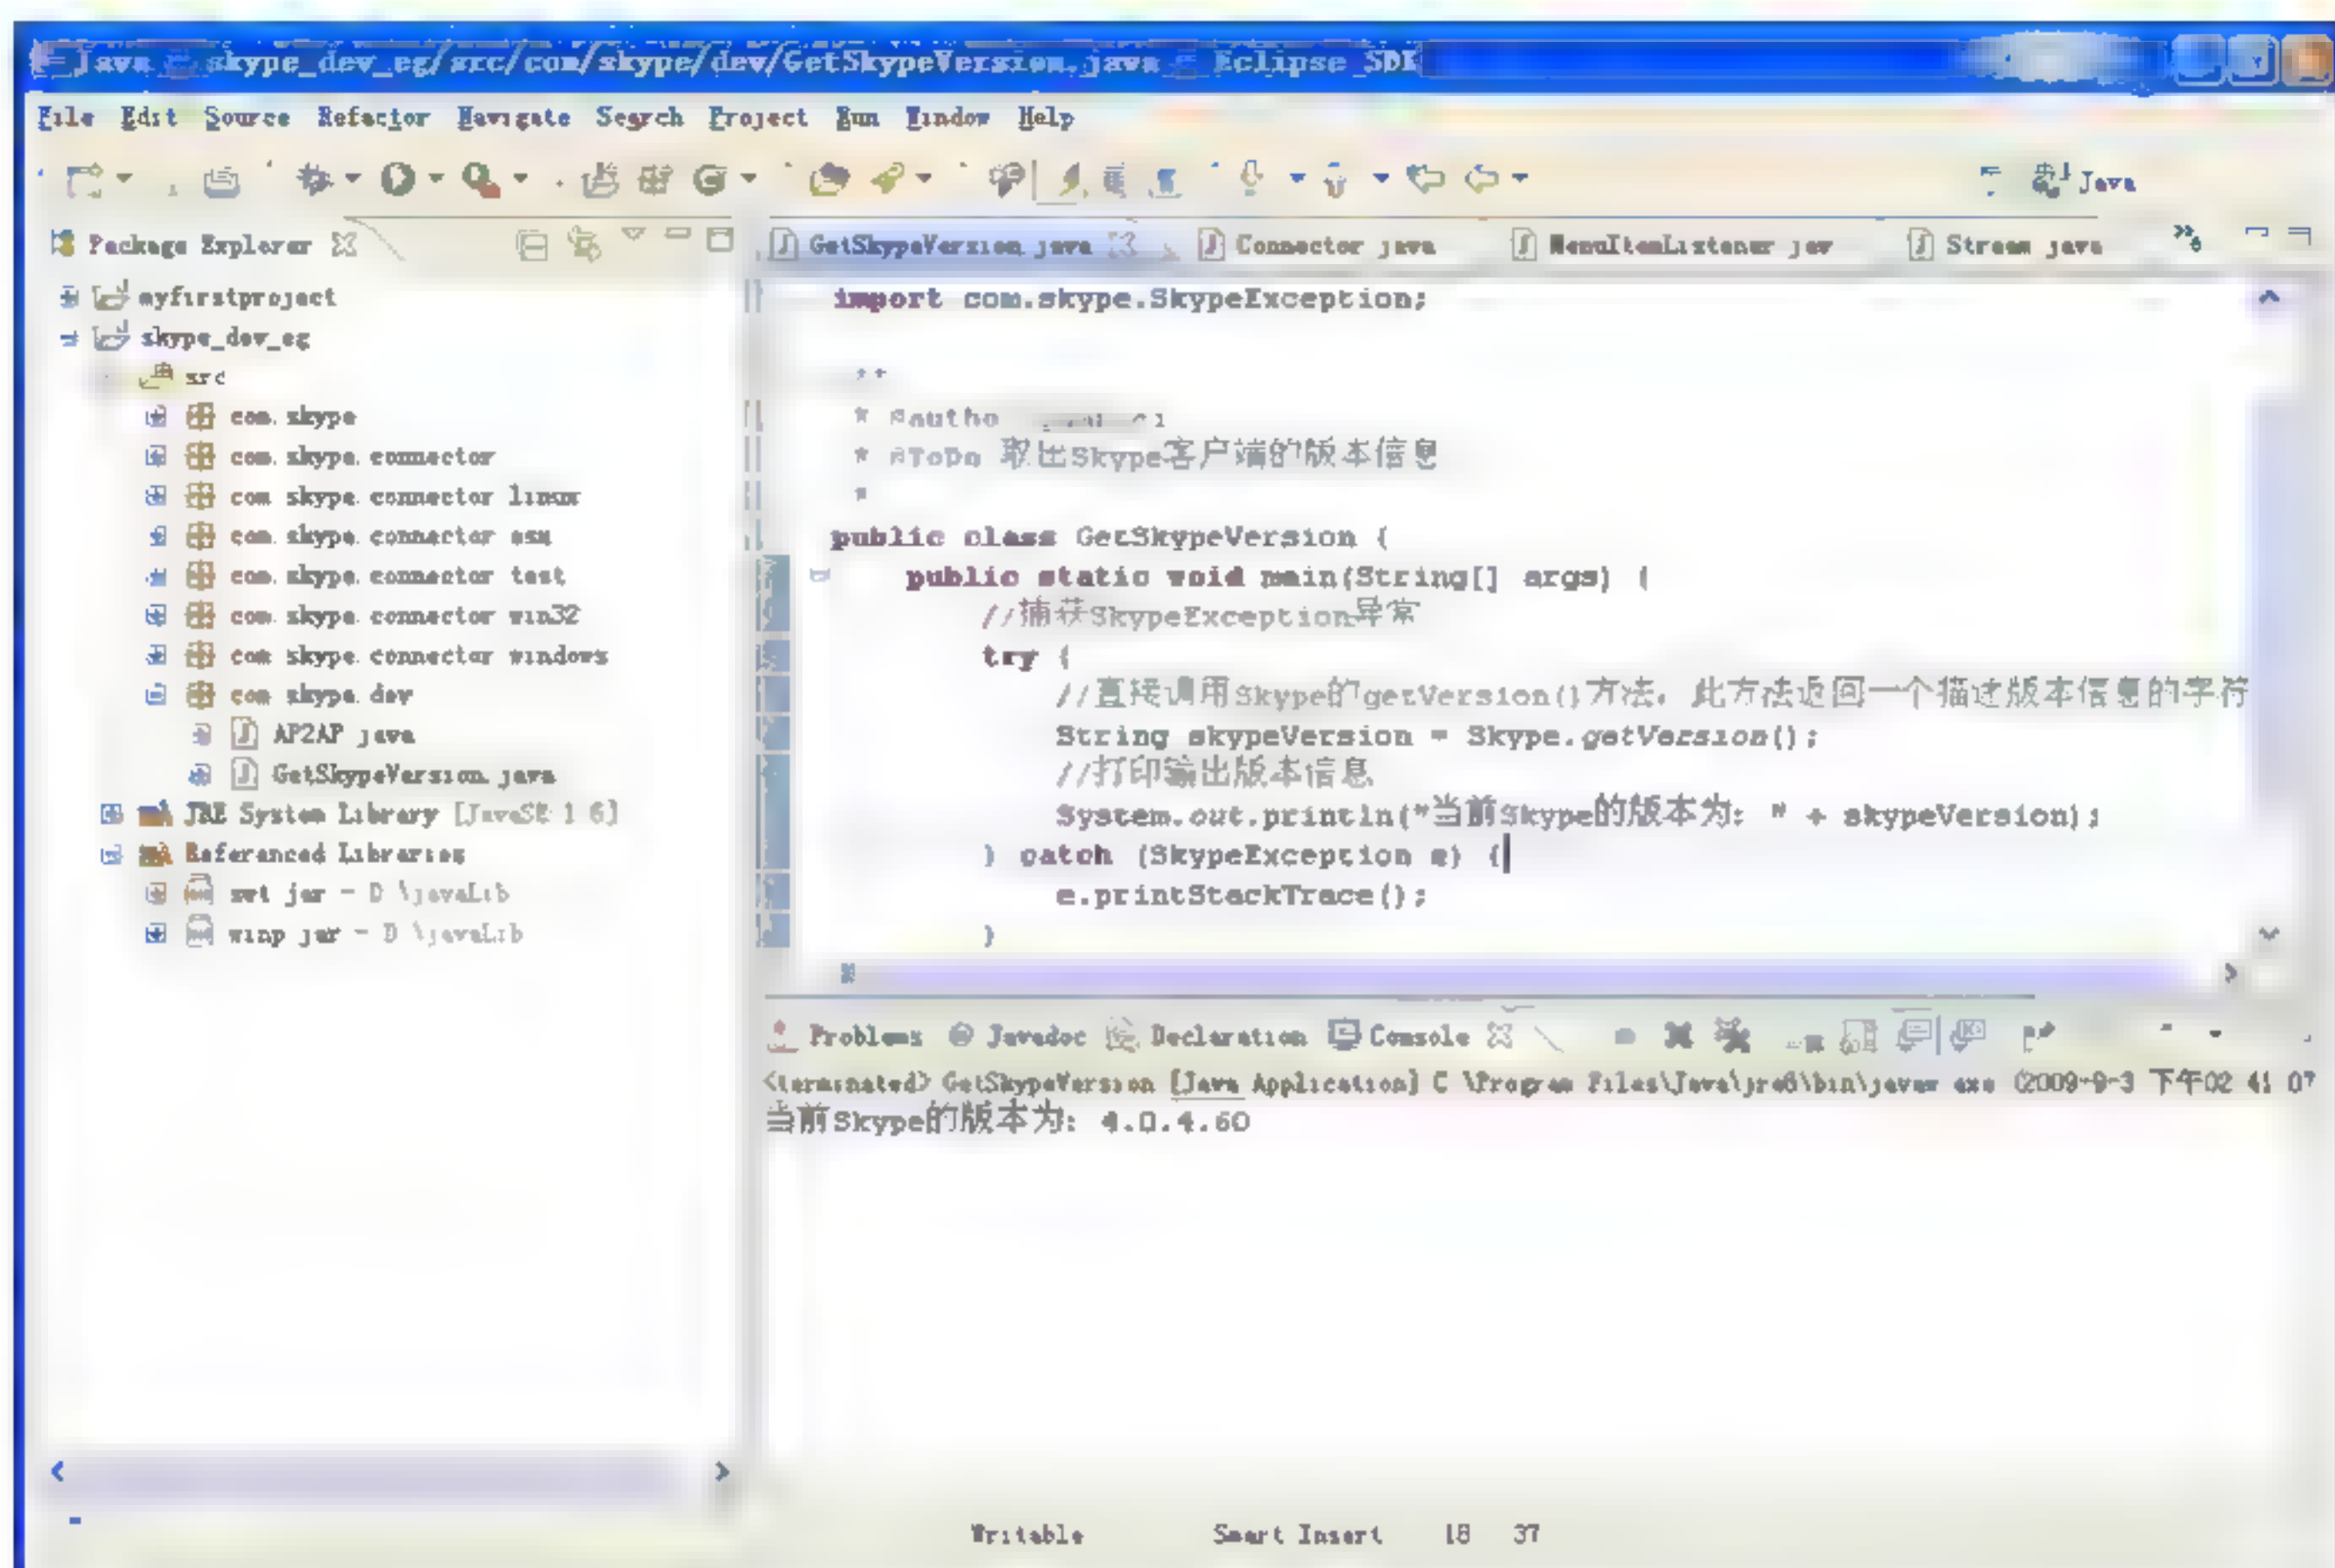 Java - skype_dev_eg/src/com/skype/dev/GetSkypeVersion.java - Eclipse SDK
File Edit Source Refactor Navigate Search Project Run Window Help
Java
Package Explorer
myfirstproject
skype_dev_eg
src
com.skype
com.skype.connector
com.skype.connector.linux
com.skype.connector.osx
com.skype.connector.test
com.skype.connector.win32
com.skype.connector.windows
com.skype.dev
AP2AP.java
GetSkypeVersion.java
JRE System Library [JavaSE-1.6]
Referenced Libraries
swt.jar - D:\javaLib
winp.jar - D:\javaLib
GetSkypeVersion.java Connector.java MenuItemListener.jav Stream.java
import com.skype.SkypeException;
**
* @autho
* @ToDo 取出Skype客户端的版本信息
*
public class GetSkypeVersion {
public static void main(String[] args) {
//捕获SkypeException异常
try {
//直接调用Skype的getVersion()方法，此方法返回一个描述版本信息的字符
String skypeVersion = Skype.getVersion();
//打印输出版本信息
System.out.println("当前Skype的版本为: " + skypeVersion);
} catch (SkypeException e) {
e.printStackTrace();
}
Problems Javadoc Declaration Console
<terminated> GetSkypeVersion [Java Application] C:\Program Files\Java\jre6\bin\javaw.exe (2009-9-3 下午02:41:07
当前Skype的版本为: 4.0.4.60
Writable Smart Insert 18 37